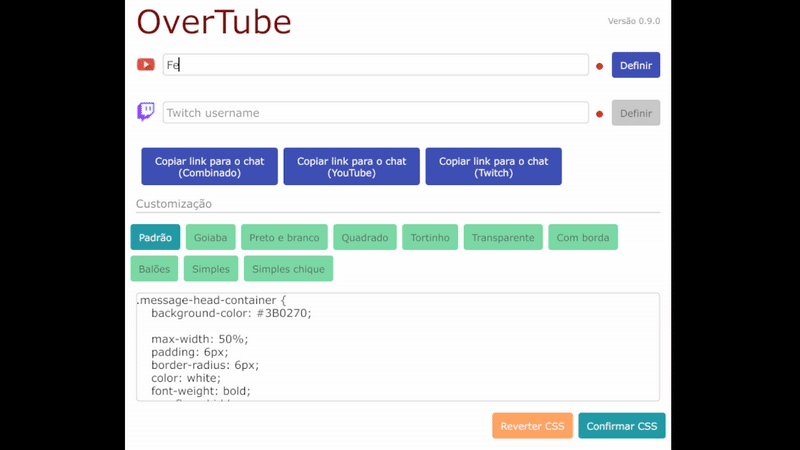 OverTube
Versão 0.9.0
Fe
Definir
Twitch username
Definir
Copiar link para o chat
(Combinado)
Copiar link para o chat
(YouTube)
Copiar link para o chat
(Twitch)
Customização
Padrão
Goiaba
Preto e branco
Quadrado
Tortinho
Transparente
Com borda
Balões
Simples
Simples chique
.message-head-container {
background-color: #3B0270;
max-width: 50%;
padding: 6px;
border-radius: 6px;
color: white;
font-weight: bold;
Reverter CSS
Confirmar CSS